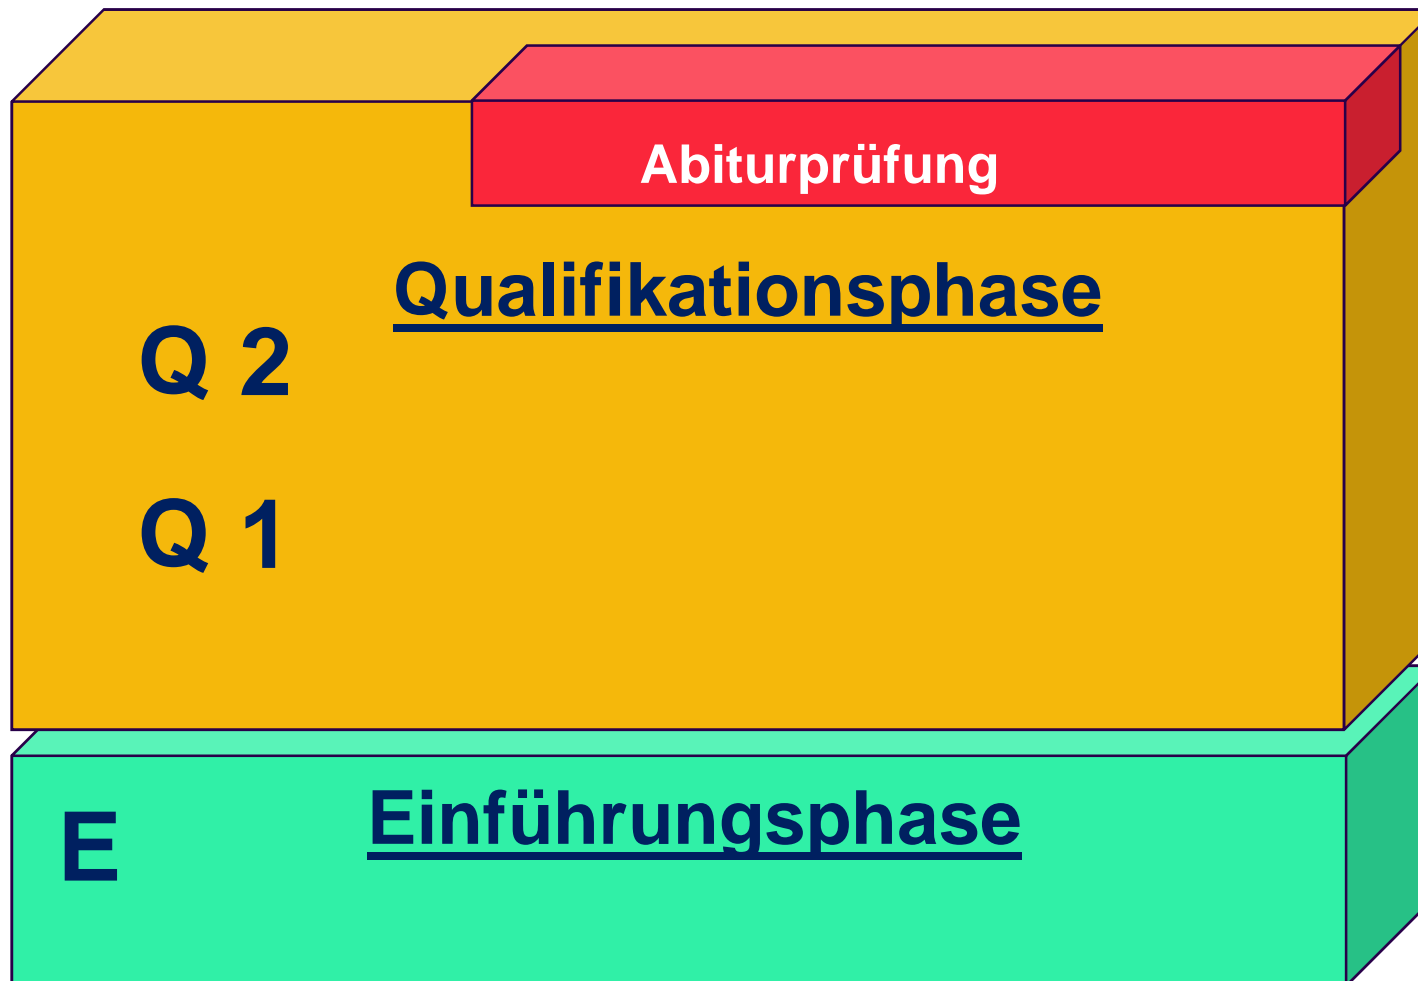 Abiturprüfung
Qualifikationsphase
Q 2
Q 1
Einführungsphase
E